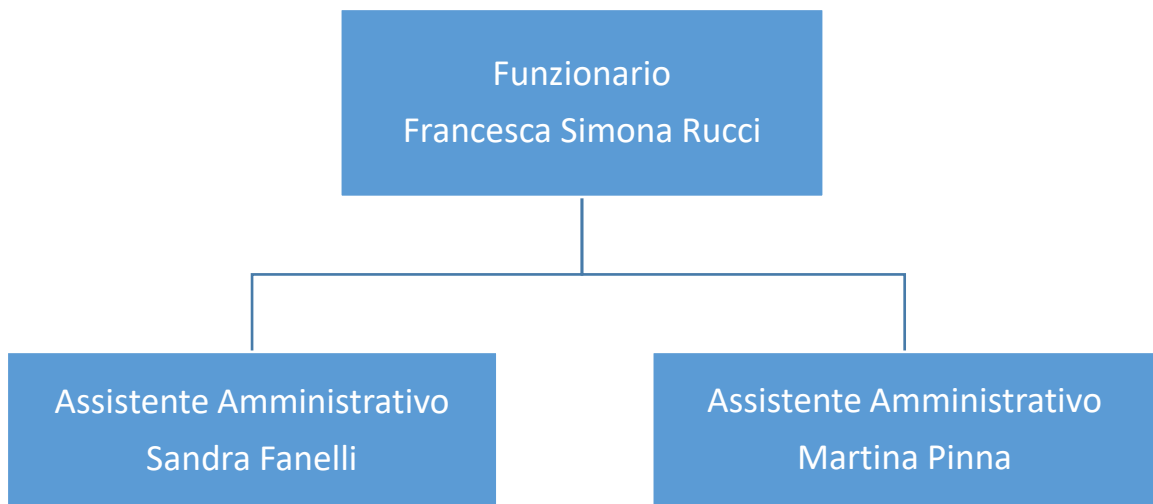 Funzionario
Francesca Simona Rucci
Assistente Amministrativo
Sandra Fanelli
Assistente Amministrativo
Martina Pinna